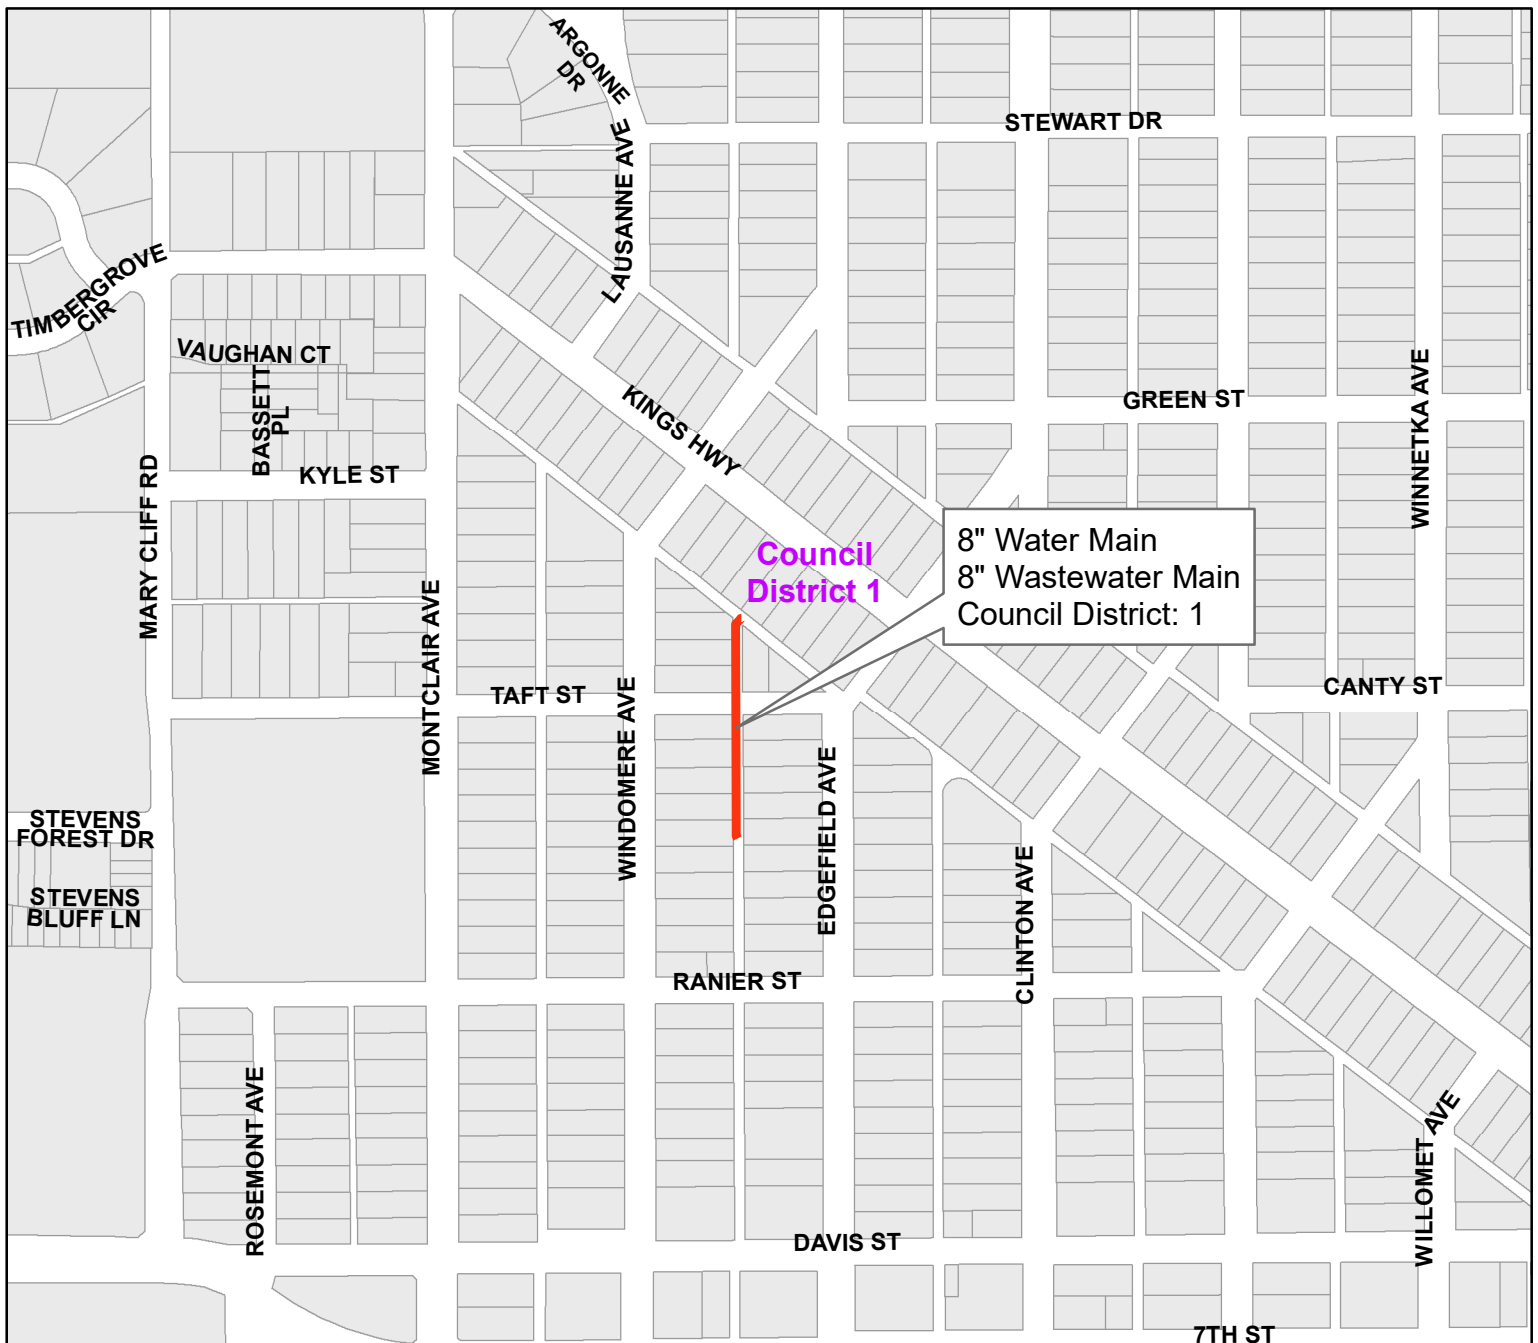 ARGONNE
DR
STEWART DR
LAUSANNE AVE
TIMBERGROVE
CIR
VAUGHAN CT
BASSETT
PL
KINGS HWY
GREEN ST
WINNETKA AVE
KYLE ST
MARY CLIFF RD
Council
District 1
8" Water Main
8" Wastewater Main
Council District: 1
MONTCLAIR AVE
TAFT ST
WINDOMERE AVE
CANTY ST
EDGEFIELD AVE
STEVENS
FOREST DR
CLINTON AVE
STEVENS
BLUFF LN
RANIER ST
ROSEMONT AVE
WILLOMET AVE
DAVIS ST
7TH ST